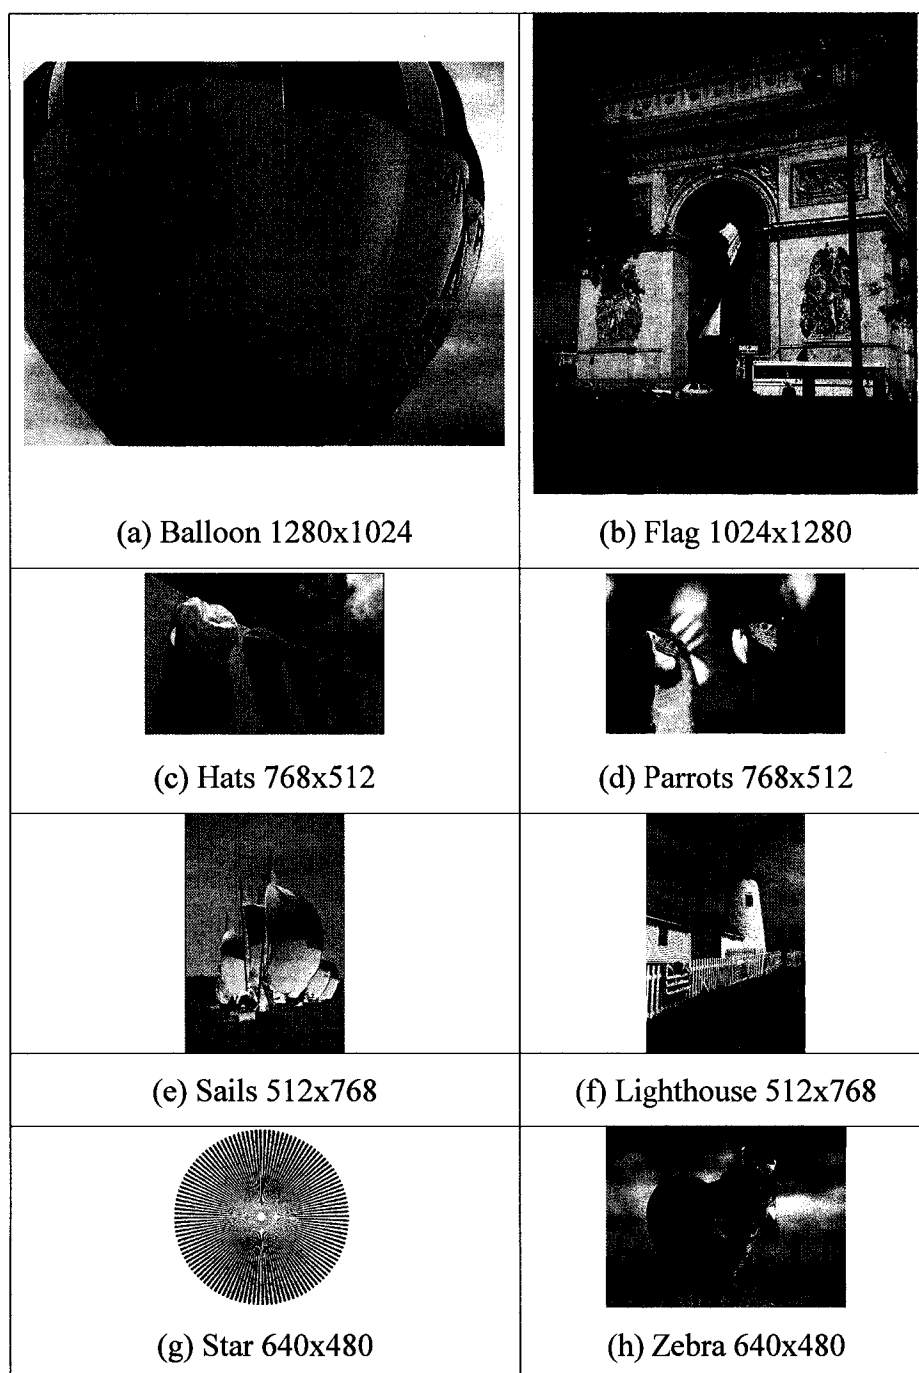 (a) Balloon 1280x1024
(b) Flag 1024x1280
(c) Hats 768x512
(d) Parrots 768x512
(e) Sails 512x768
(f) Lighthouse 512x768
(g) Star 640x480
(h) Zebra 640x480